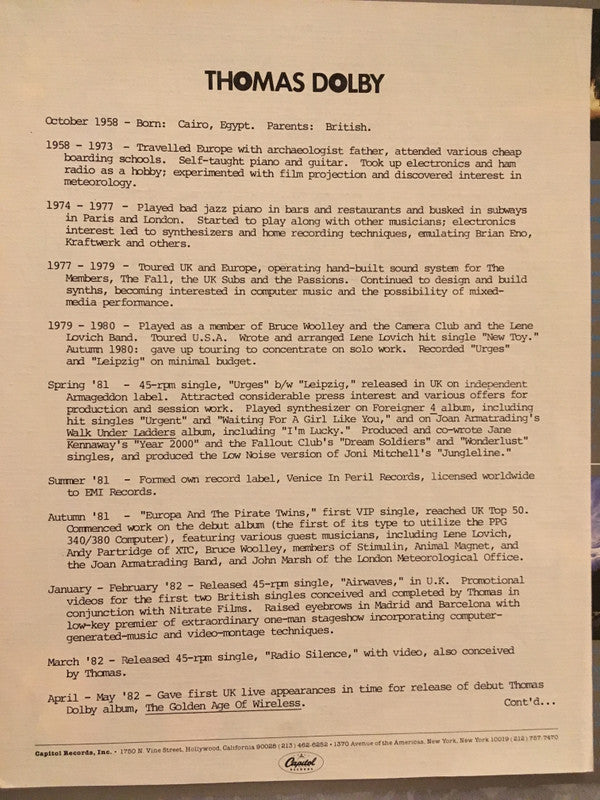 THOMAS DOLBY
October 1958 - Born: Cairo, Egypt. Parents: British.
1958 - 1973 - Travelled Europe with archaeologist father, attended various cheap
boarding schools. Self-taught piano and guitar. Took up electronics and ham
radio as a hobby; experimented with film projection and discovered interest in
meteorology.
1974 - 1977 - Played bad jazz piano in bars and restaurants and busked in subways
in Paris and London. Started to play along with other musicians; electronics
interest led to synthesizers and home recording techniques, emulating Brian Eno,
Kraftwerk and others.
1977 - 1979 - Toured UK and Europe, operating hand-built sound system for The
Members, The Fall, the UK Subs and the Passions. Continued to design and build
synths, becoming interested in computer music and the possibility of mixed-
media performance.
1979 - 1980 - Played as a member of Bruce Woolley and the Camera Club and the Lene
Lovich Band. Toured U.S.A. Wrote and arranged Lene Lovich hit single "New Toy."
Autumn 1980: gave up touring to concentrate on solo work. Recorded "Urges"
and "Leipzig" on minimal budget.
Spring '81 - 45-rpm single, "Urges" b/w "Leipzig," released in UK on independent
Armageddon label. Attracted considerable press interest and various offers for
production and session work. Played synthesizer on Foreigner 4 album, including
hit singles "Urgent" and "Waiting For A Girl Like You," and on Joan Armatrading's
Walk Under Ladders album, including "I'm Lucky." Produced and co-wrote Jane
Kennaway's "Year 2000" and the Fallout Club's "Dream Soldiers" and "Wonderlust"
singles, and produced the Low Noise version of Joni Mitchell's "Jungleline."
Summer '81 - Formed own record label, Venice In Peril Records, licensed worldwide
to EMI Records.
Autumn '81 - "Europa And The Pirate Twins," first VIP single, reached UK Top 50.
Commenced work on the debut album (the first of its type to utilize the PPG
340/380 Computer), featuring various guest musicians, including Lene Lovich,
Andy Partridge of XTC, Bruce Woolley, members of Stimulin, Animal Magnet, and
the Joan Armatrading Band, and John Marsh of the London Meteorological Office.
January - February '82 - Released 45-rpm single, "Airwaves," in U.K. Promotional
videos for the first two British singles conceived and completed by Thomas in
conjunction with Nitrate Films. Raised eyebrows in Madrid and Barcelona with
low-key premier of extraordinary one-man stageshow incorporating computer-
generated-music and video-montage techniques.
March '82 - Released 45-rpm single, "Radio Silence," with video, also conceived
by Thomas.
April - May '82 - Gave first UK live appearances in time for release of debut Thomas
Dolby album, The Golden Age Of Wireless. Cont'd...
Capitol Records, Inc. • 1750 N. Vine Street, Hollywood, California 90028 (213) 462-6252 • 1370 Avenue of the Americas, New York, New York 10019 (212) 757-7470
Capitol
RECORDS